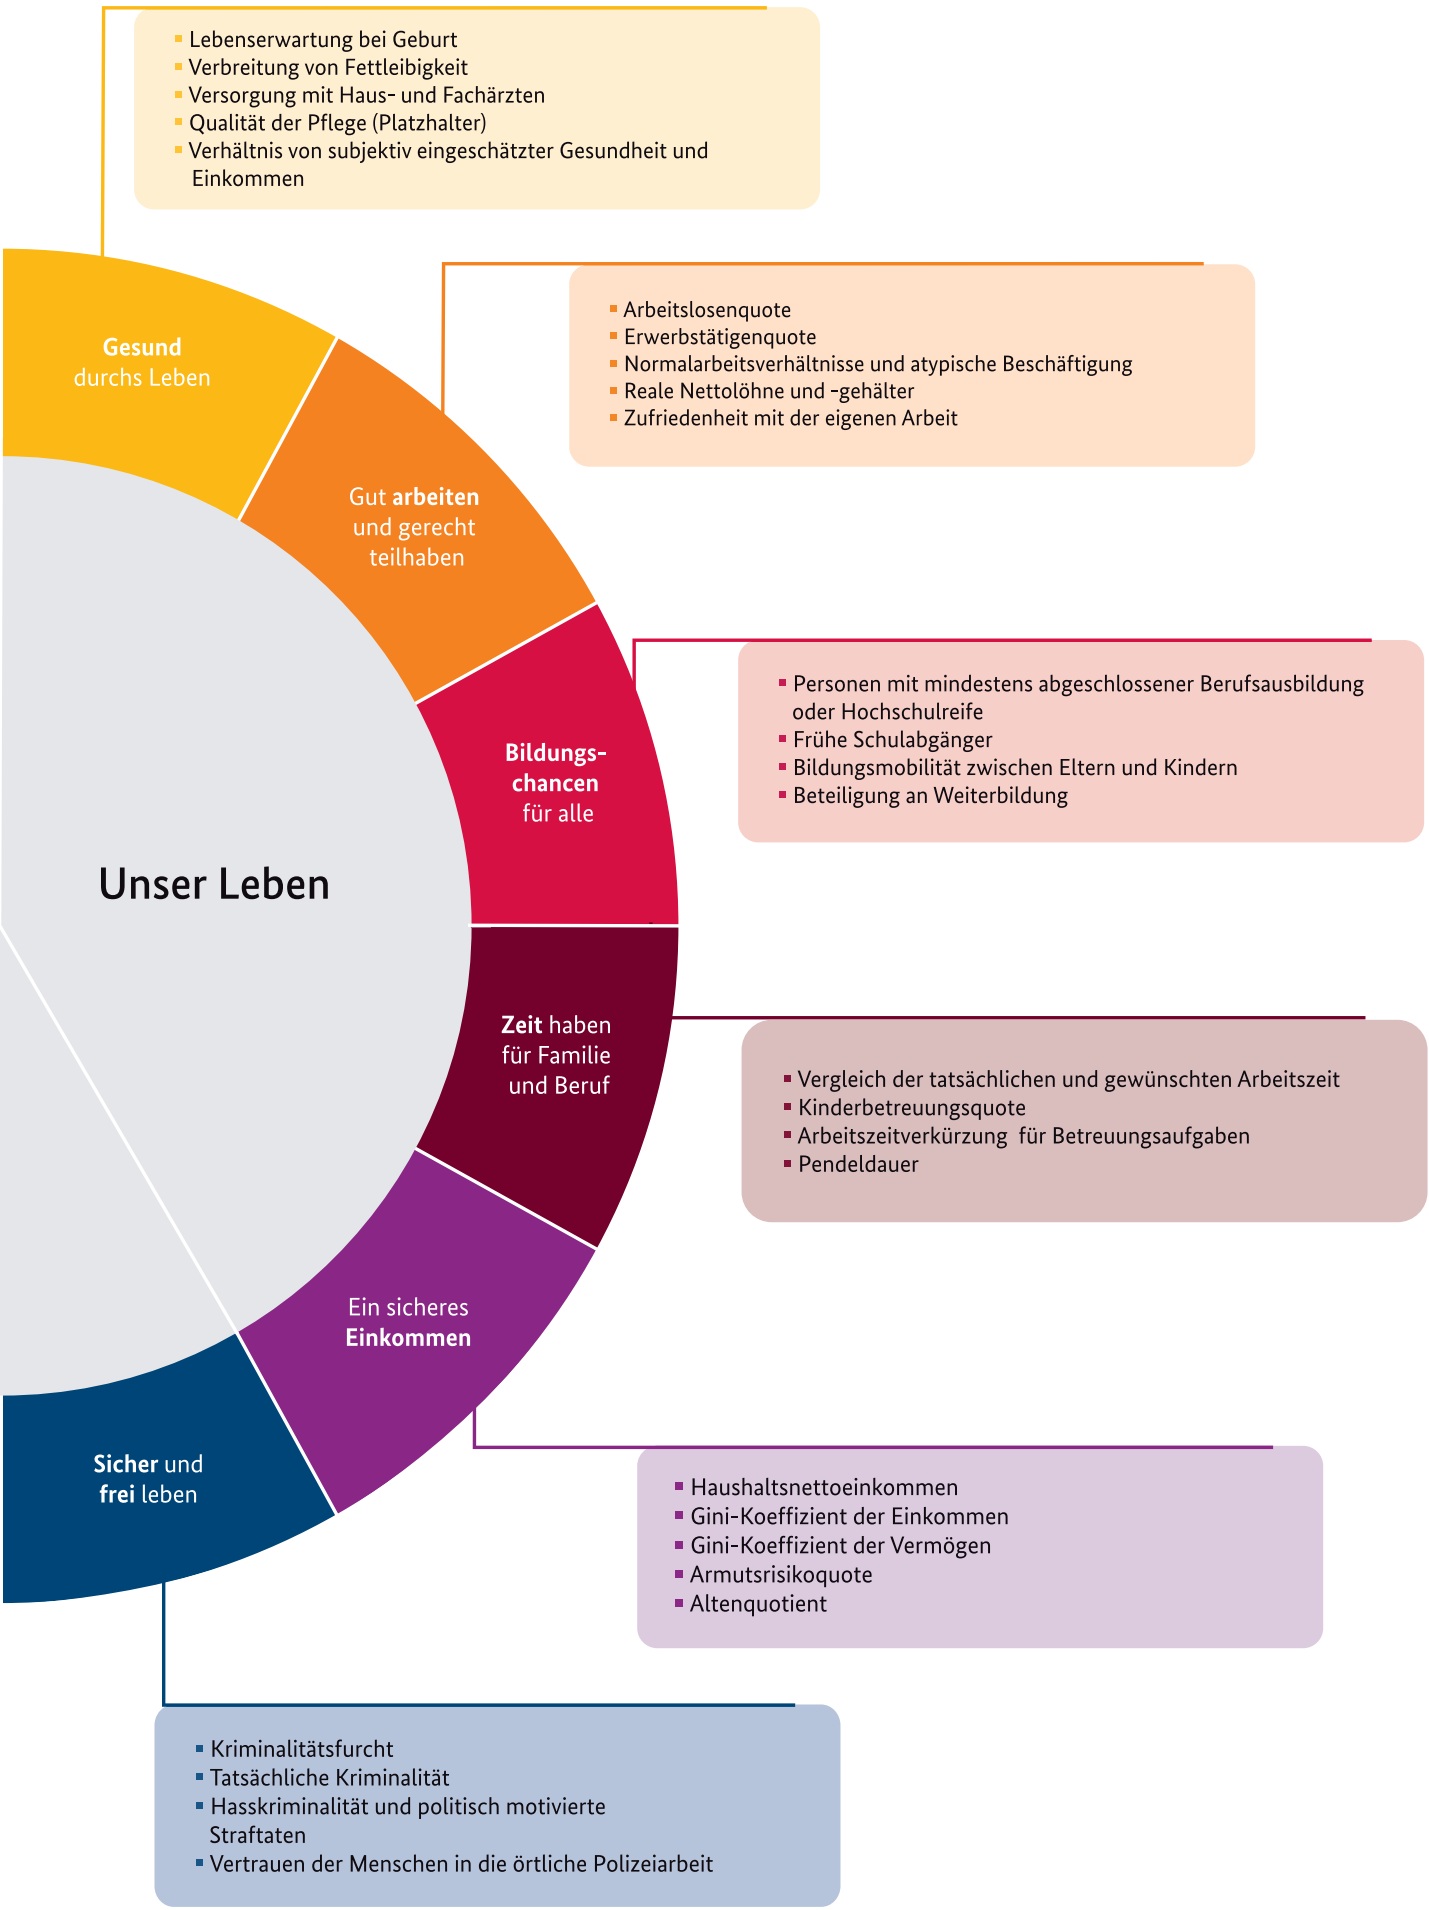 Lebenserwartung bei Geburt
Verbreitung von Fettleibigkeit
Versorgung mit Haus- und Fachärzten
Qualität der Pflege (Platzhalter)
Verhältnis von subjektiv eingeschätzter Gesundheit und
Einkommen
Gesund
durchs Leben
Arbeitslosenquote
Erwerbstätigenquote
Normalarbeitsverhältnisse und atypische Beschäftigung
Reale Nettolöhne und -gehälter
Zufriedenheit mit der eigenen Arbeit
Gut arbeiten
und gerecht
teilhaben
Personen mit mindestens abgeschlossener Berufsausbildung
oder Hochschulreife
Frühe Schulabgänger
Bildungsmobilität zwischen Eltern und Kindern
Beteiligung an Weiterbildung
Bildungs-
chancen
für alle
Unser Leben
Zeit haben
für Familie
und Beruf
Vergleich der tatsächlichen und gewünschten Arbeitszeit
Kinderbetreuungsquote
Arbeitszeitverkürzung für Betreuungsaufgaben
Pendeldauer
Ein sicheres
Einkommen
Haushaltsnettoeinkommen
Gini-Koeffizient der Einkommen
Gini-Koeffizient der Vermögen
Armutsrisikoquote
Altenquotient
Sicher und
frei leben
Kriminalitätsfurcht
Tatsächliche Kriminalität
Hasskriminalität und politisch motivierte
Straftaten
Vertrauen der Menschen in die örtliche Polizeiarbeit